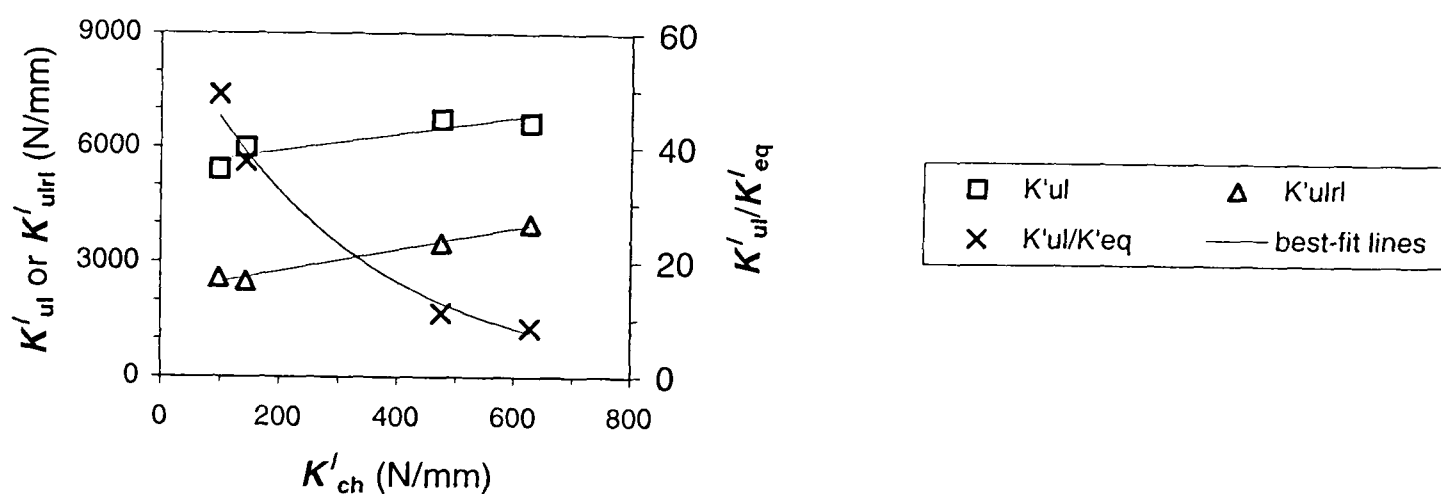 9000
6000
3000
0
K'ul or K'ulrl (N/mm)
60
40
20
0
K'ul/K'eq
0 200 400 600 800
K'ch (N/mm)
K'ul K'ulrl
K'ul/K'eq best-fit lines